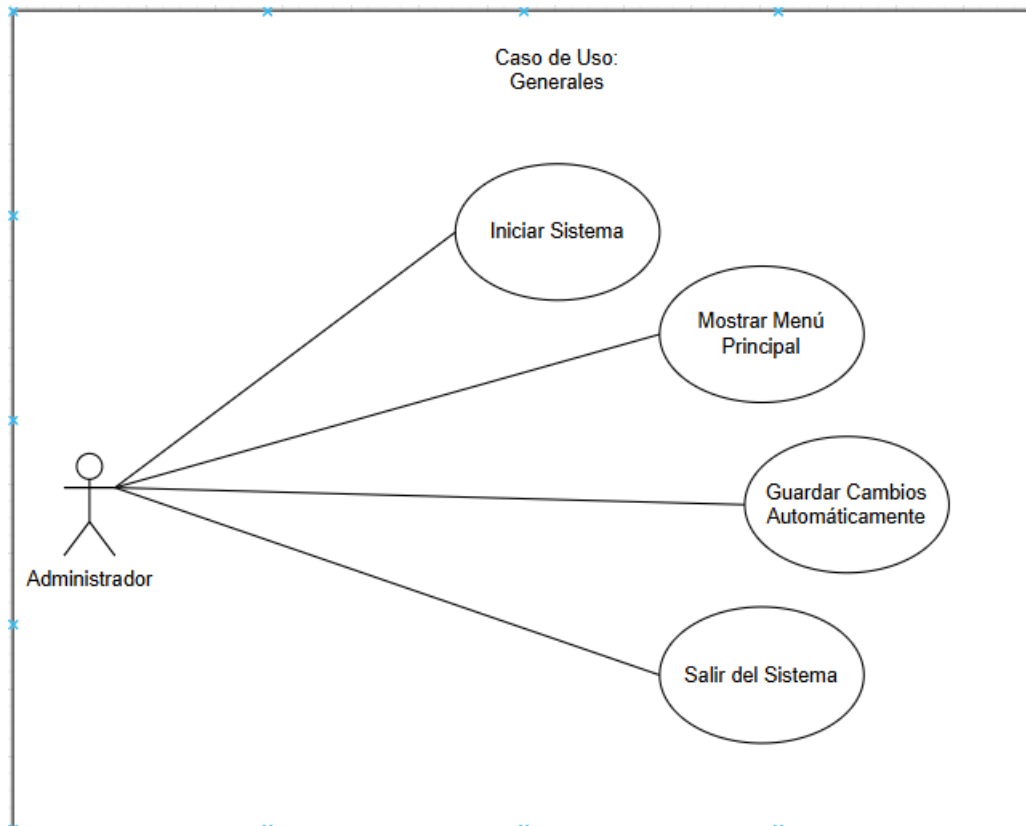 Caso de Uso:
Generales
Iniciar Sistema
Mostrar Menú
Principal
Guardar Cambios
Automáticamente
Administrador
Salir del Sistema